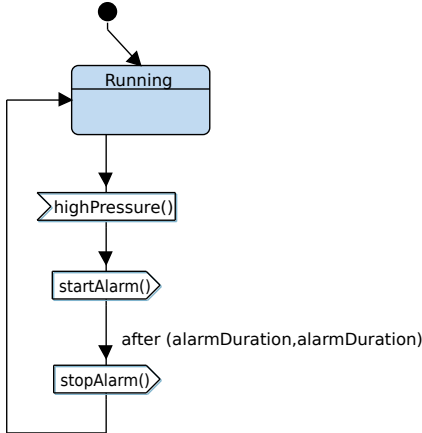 Running
highPressure()
startAlarm()
after (alarmDuration,alarmDuration)
stopAlarm()